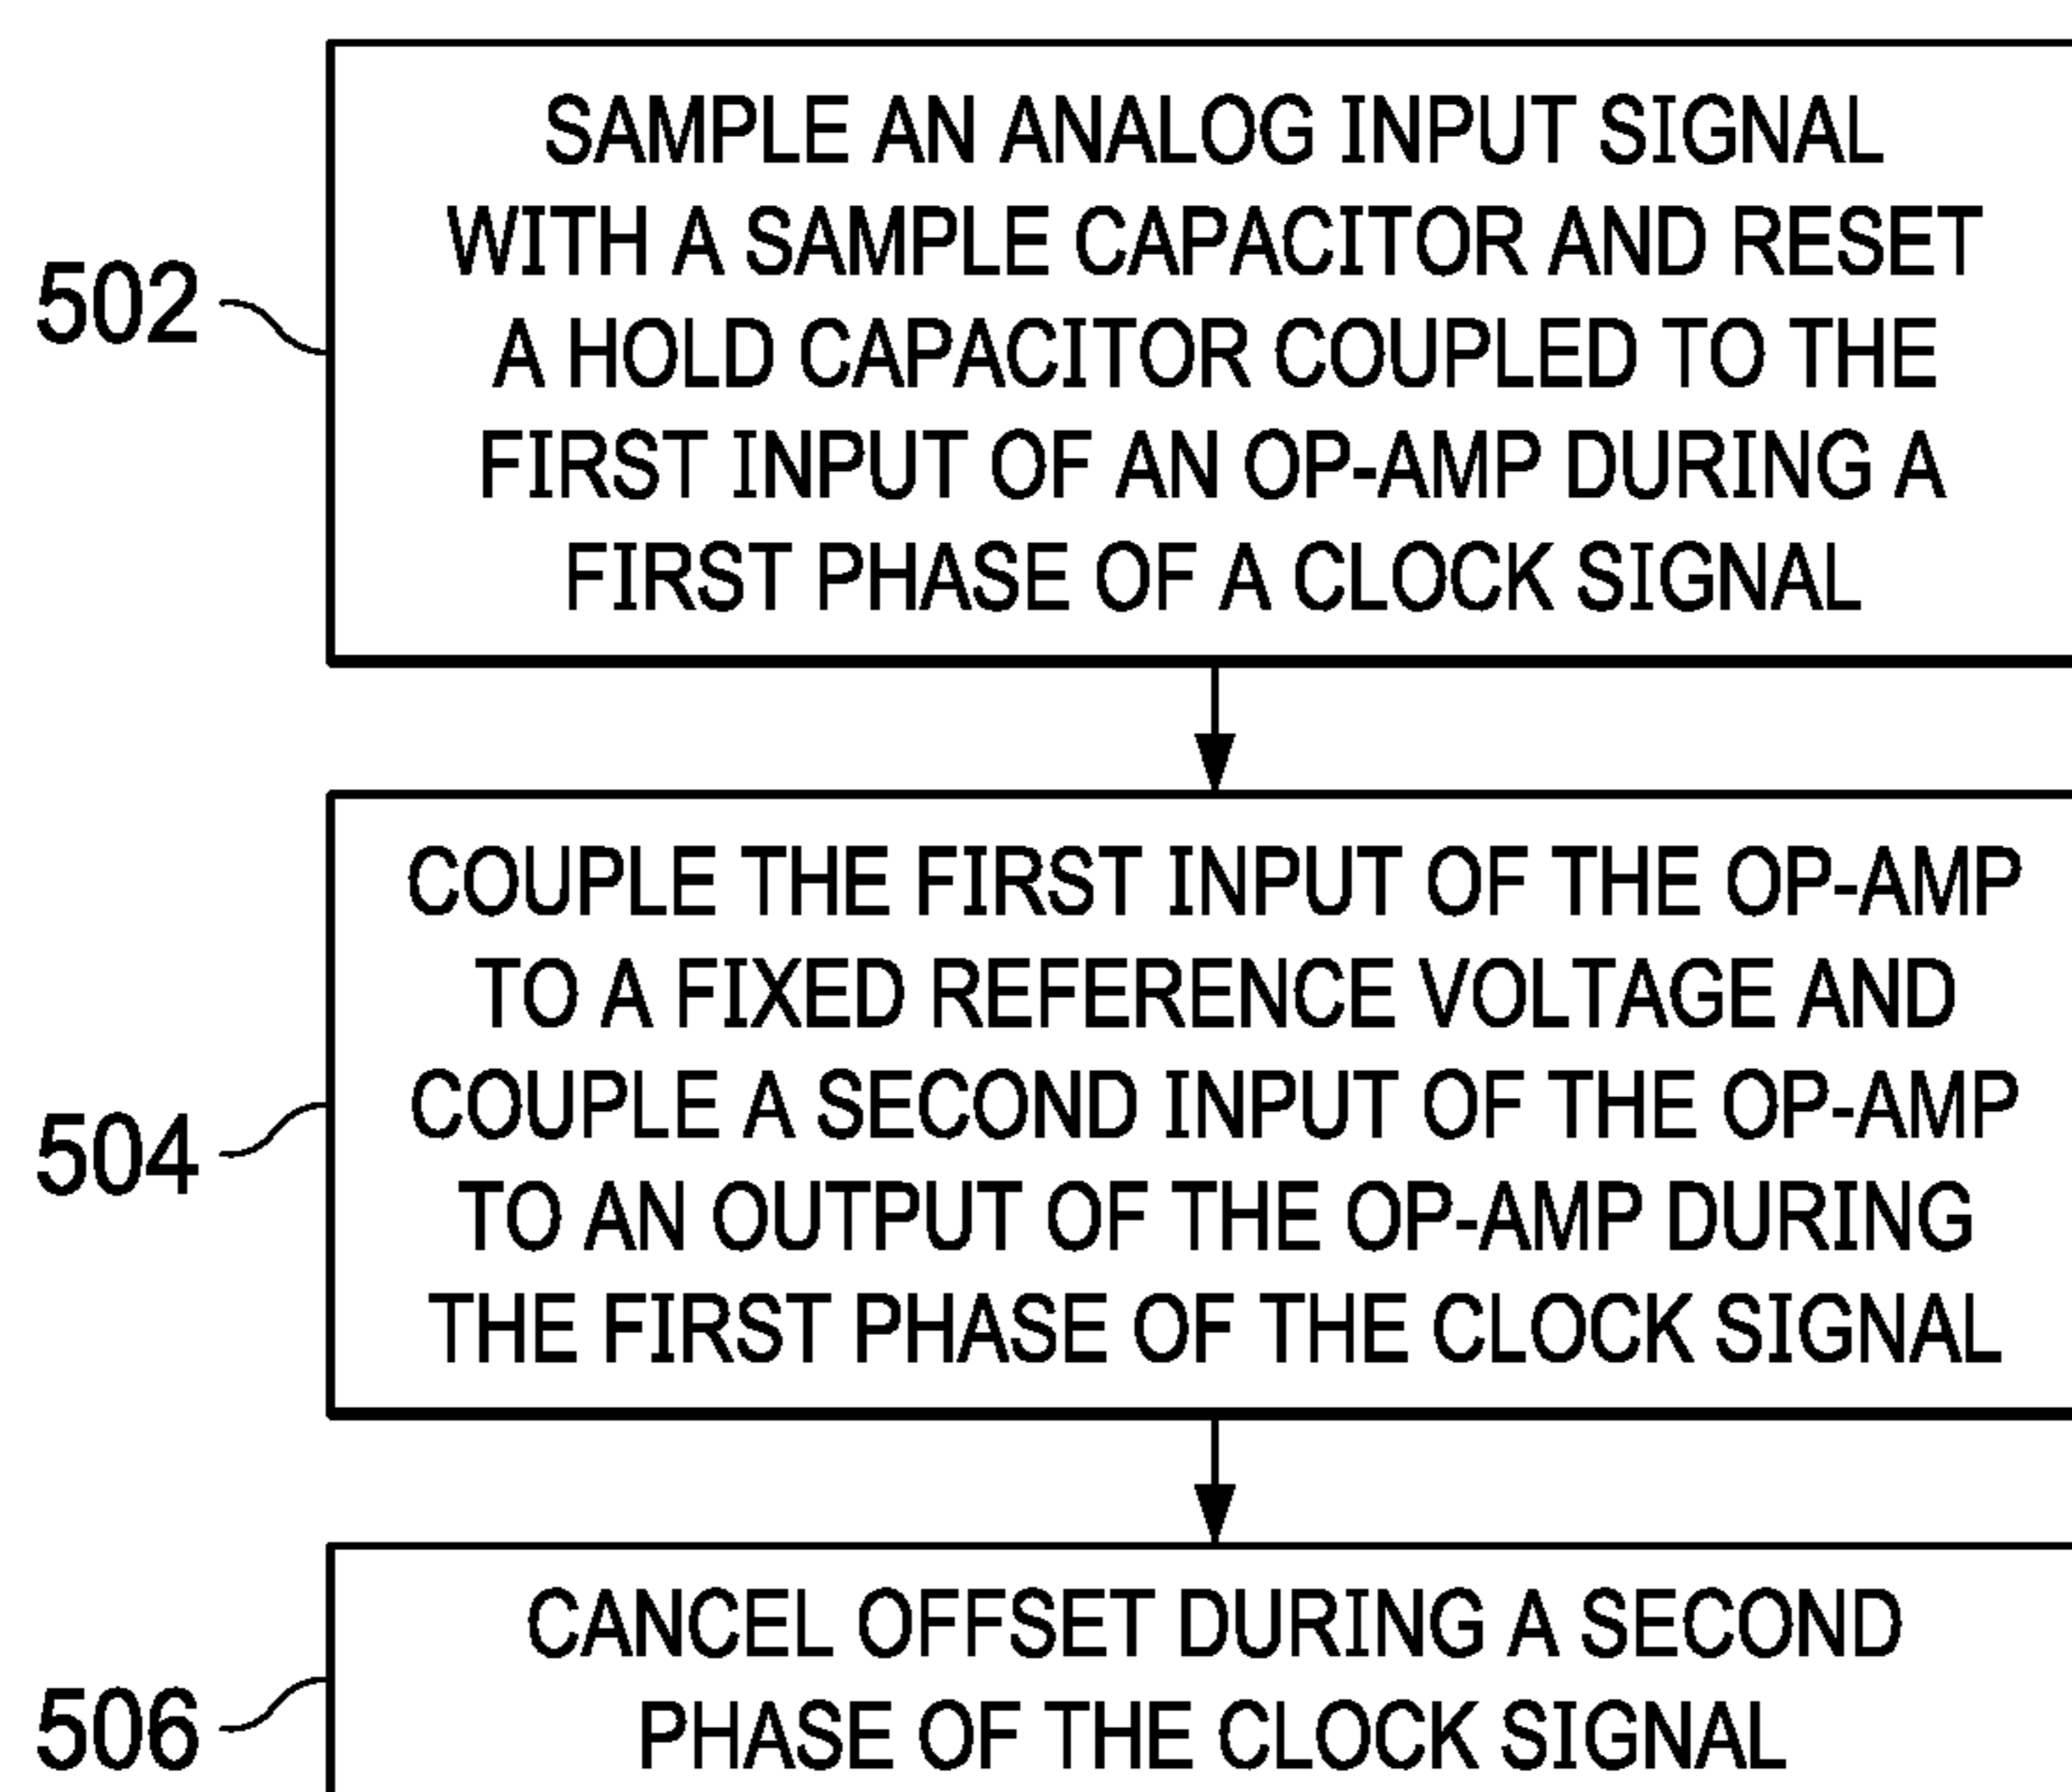 SAMPLE AN ANALOG INPUT SIGNAL
WITH A SAMPLE CAPACITOR AND RESET
A HOLD CAPACITOR COUPLED TO THE
FIRST INPUT OF AN OP-AMP DURING A
FIRST PHASE OF A CLOCK SIGNAL
502
COUPLE THE FIRST INPUT OF THE OP-AMP
TO A FIXED REFERENCE VOLTAGE AND
COUPLE A SECOND INPUT OF THE OP-AMP
TO AN OUTPUT OF THE OP-AMP DURING
THE FIRST PHASE OF THE CLOCK SIGNAL
504
CANCEL OFFSET DURING A SECOND
PHASE OF THE CLOCK SIGNAL
506